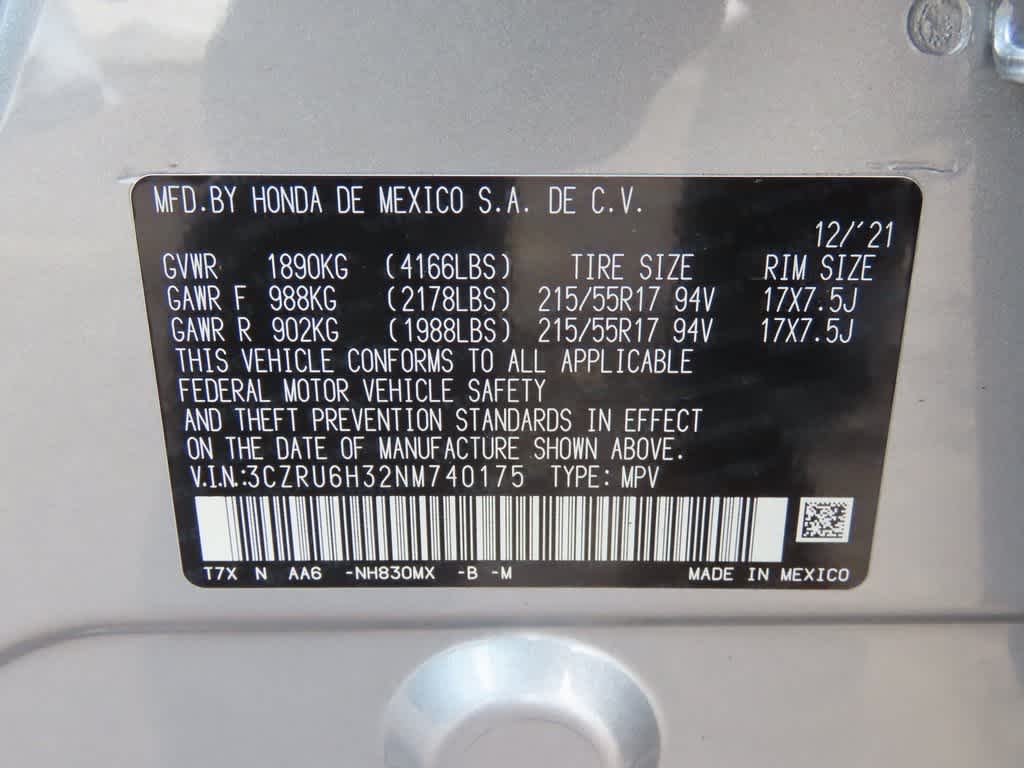 MFD.BY HONDA DE MEXICO S.A. DE C.V.
12/'21
GVWR 1890KG (4166LBS) TIRE SIZE RIM SIZE
GAWR F 988KG (2178LBS) 215/55R17 94V 17X7.5J
GAWR R 902KG (1988LBS) 215/55R17 94V 17X7.5J
THIS VEHICLE CONFORMS TO ALL APPLICABLE
FEDERAL MOTOR VEHICLE SAFETY
AND THEFT PREVENTION STANDARDS IN EFFECT
ON THE DATE OF MANUFACTURE SHOWN ABOVE.
V.I.N.:3CZRU6H32NM740175 TYPE: MPV
T7X N AA6 -NH830MX -B -M MADE IN MEXICO